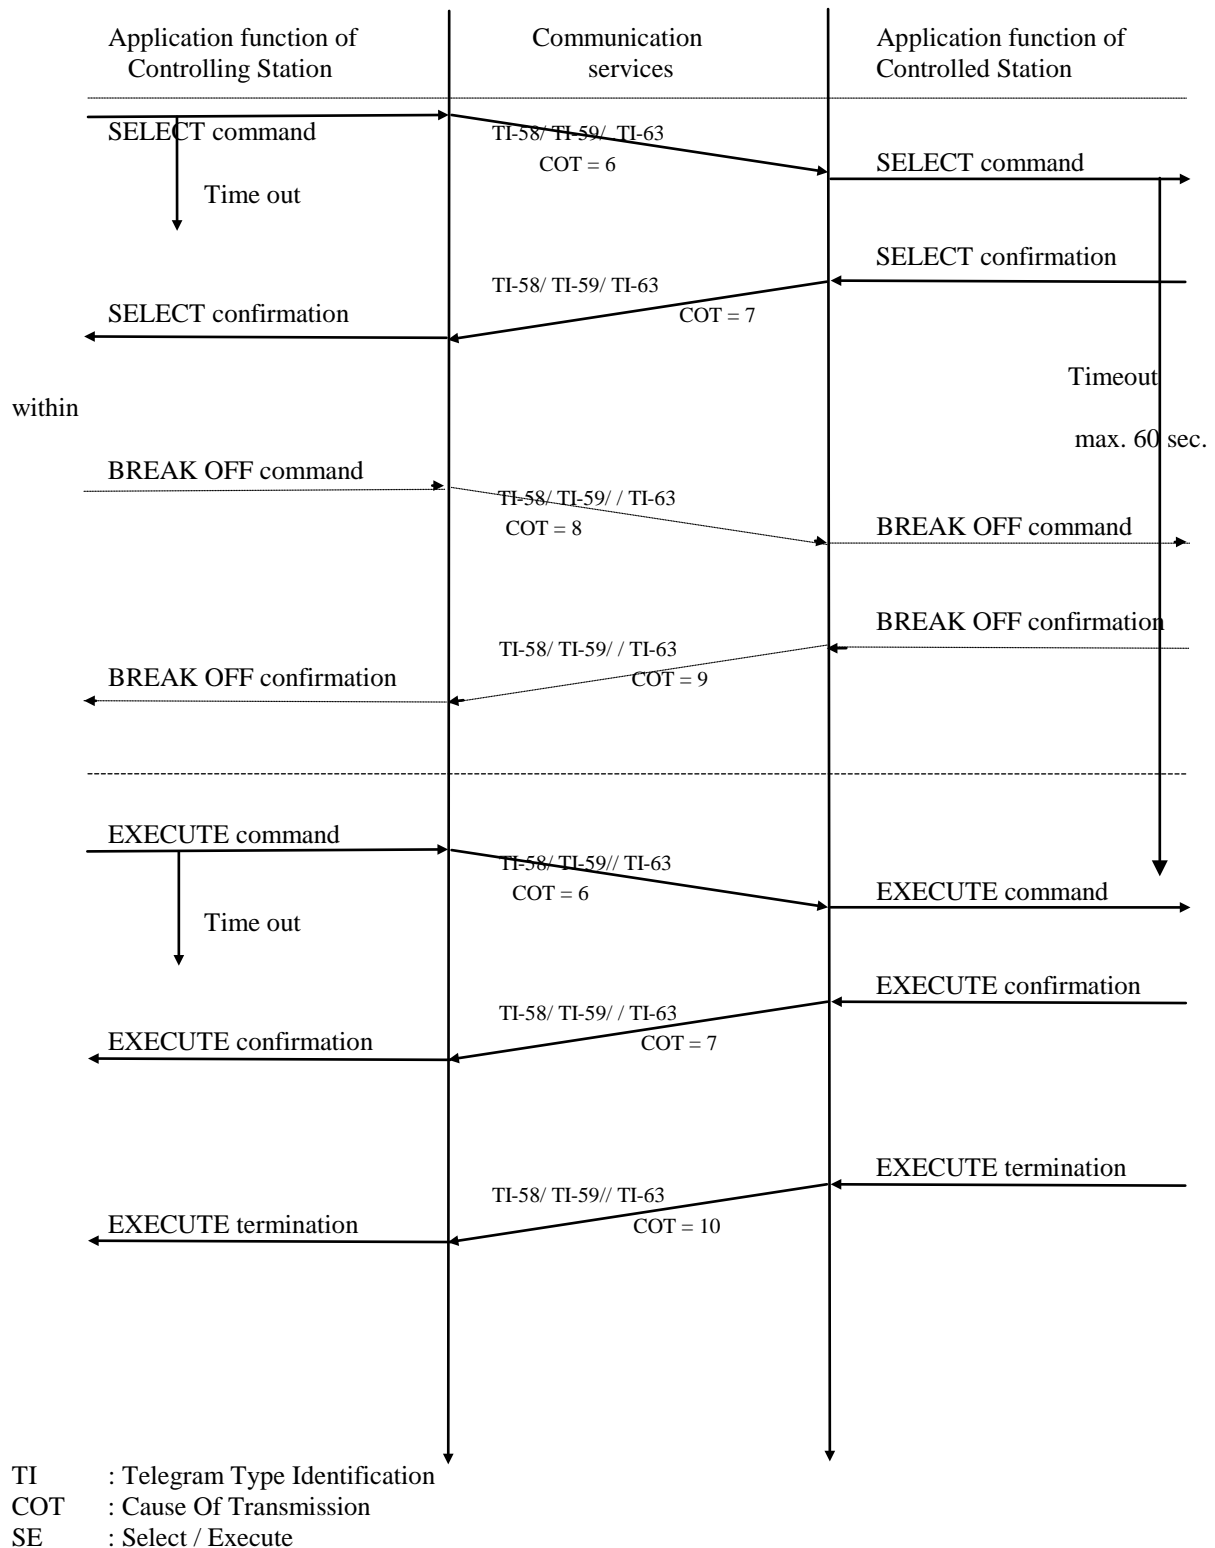 Application function of Controlling Station
Communication services
Application function of Controlled Station
SELECT command
TI-58/ TI-59/ TI-63
COT = 6
SELECT command
Time out
SELECT confirmation
TI-58/ TI-59/ TI-63
COT = 7
SELECT confirmation
Timeout
within
max. 60 sec.
BREAK OFF command
TI-58/ TI-59/ / TI-63
COT = 8
BREAK OFF command
BREAK OFF confirmation
TI-58/ TI-59/ / TI-63
COT = 9
BREAK OFF confirmation
EXECUTE command
TI-58/ TI-59// TI-63
COT = 6
EXECUTE command
Time out
EXECUTE confirmation
TI-58/ TI-59/ / TI-63
COT = 7
EXECUTE confirmation
EXECUTE termination
TI-58/ TI-59// TI-63
COT = 10
EXECUTE termination
TI : Telegram Type Identification
COT : Cause Of Transmission
SE : Select / Execute